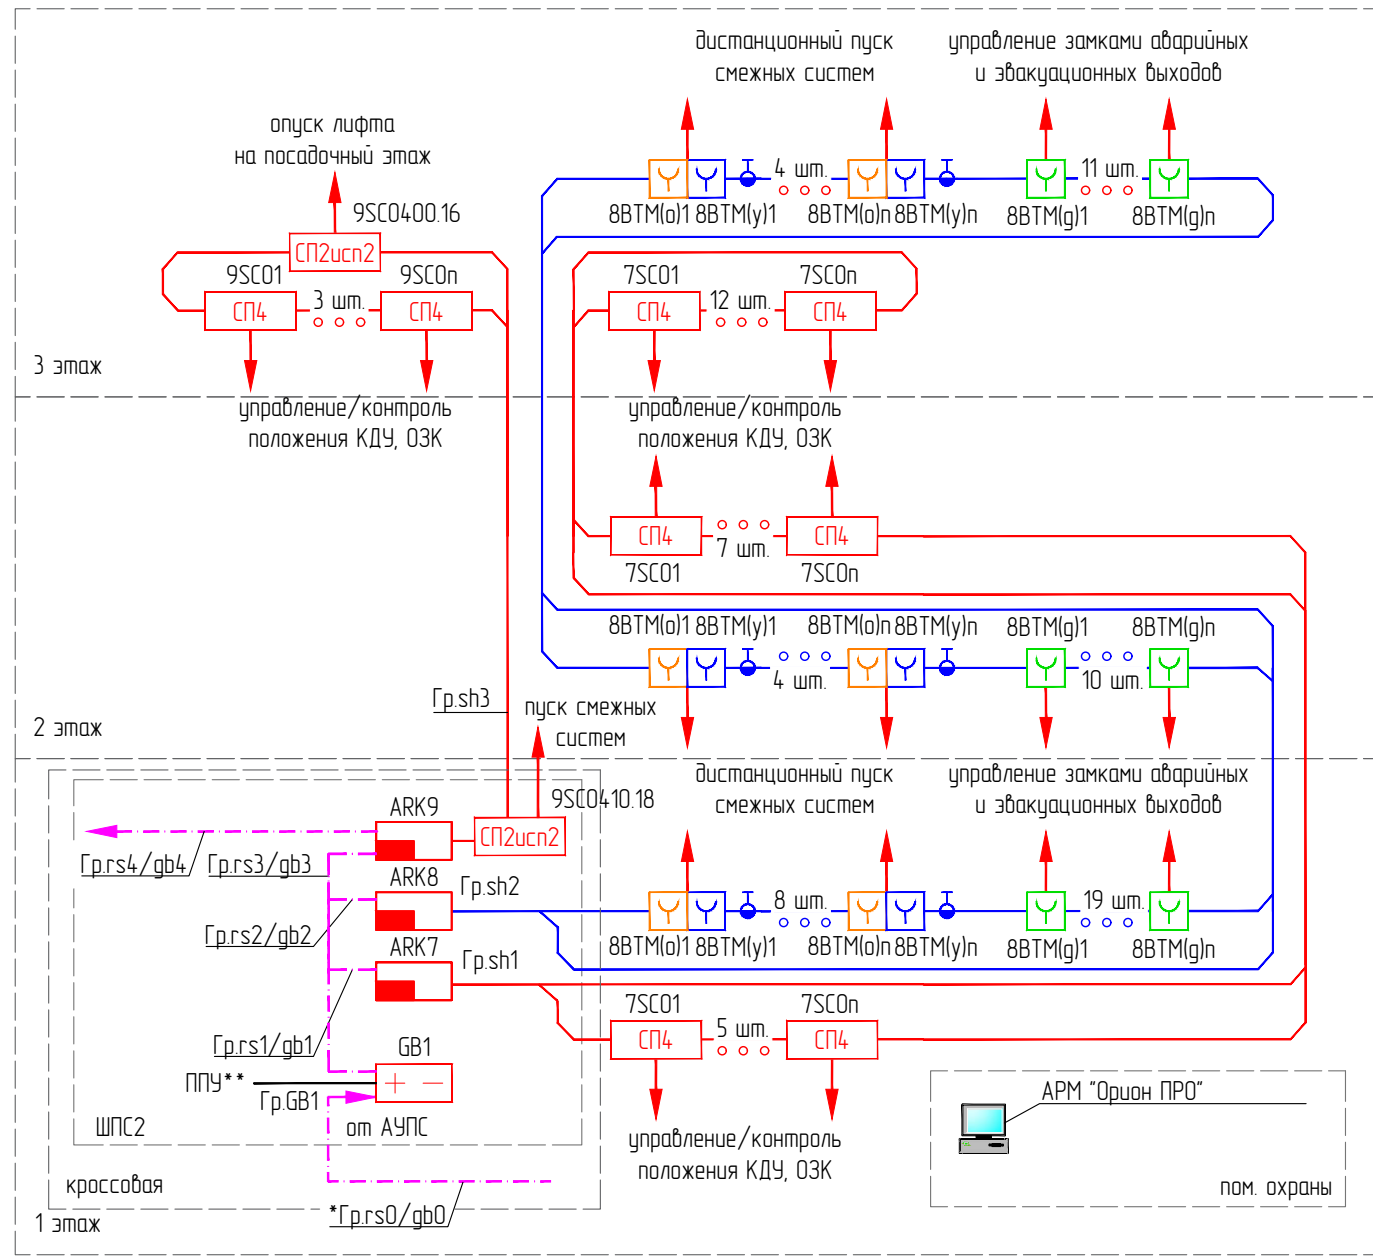 дистанционный пуск
смежных систем
управление замками аварийных
и эвакуационных выходов
опуск лифта
на посадочный этаж
4 шт.
11 шт.
8BTM(o)1 8BTM(y)1
8BTM(o)n 8BTM(y)n
8BTM(g)1
8BTM(g)n
9SC0400.16
СП2исп2
9SC01
9SC0n
7SC01
7SC0n
СП4
3 шт.
СП4
СП4
12 шт.
СП4
3 этаж
управление/контроль
положения КДУ, ОЗК
управление/контроль
положения КДУ, ОЗК
СП4
7 шт.
СП4
7SC01
7SC0n
8BTM(o)1 8BTM(y)1
8BTM(o)n 8BTM(y)n
8BTM(g)1
8BTM(g)n
4 шт.
10 шт.
Гр.sh3
пуск смежных
систем
2 этаж
дистанционный пуск
смежных систем
управление замками аварийных
и эвакуационных выходов
ARK9
9SC0410.18
СП2исп2
Гр.rs4/gb4
Гр.rs3/gb3
ARK8
Гр.sh2
8 шт.
19 шт.
Гр.rs2/gb2
8BTM(o)1 8BTM(y)1
8BTM(o)n 8BTM(y)n
8BTM(g)1
8BTM(g)n
ARK7
Гр.sh1
7SC01
7SC0n
СП4
5 шт.
СП4
Гр.rs1/gb1
GB1
ППУ**
+ −
Гр.GB1
АРМ "Орион ПРО"
ШПС2
от АУПС
управление/контроль
положения КДУ, ОЗК
кроссовая
пом. охраны
*Гр.rs0/gb0
1 этаж